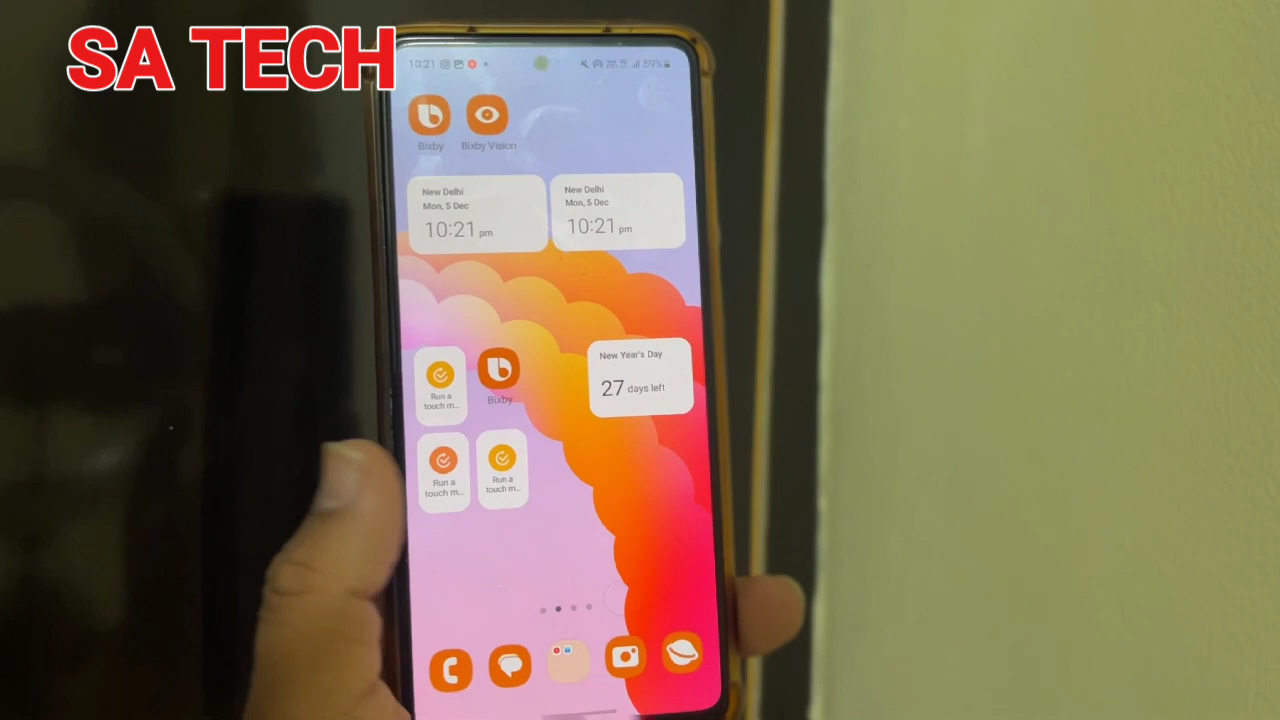 SA TECH
10:21
59%
Bixby
Bixby Vision
New Delhi
Mon, 5 Dec
10:21 pm
New Delhi
Mon, 5 Dec
10:21 pm
Run a
touch m...
Bixby
New Year's Day
27 days left
Run a
touch m...
Run a
touch m...